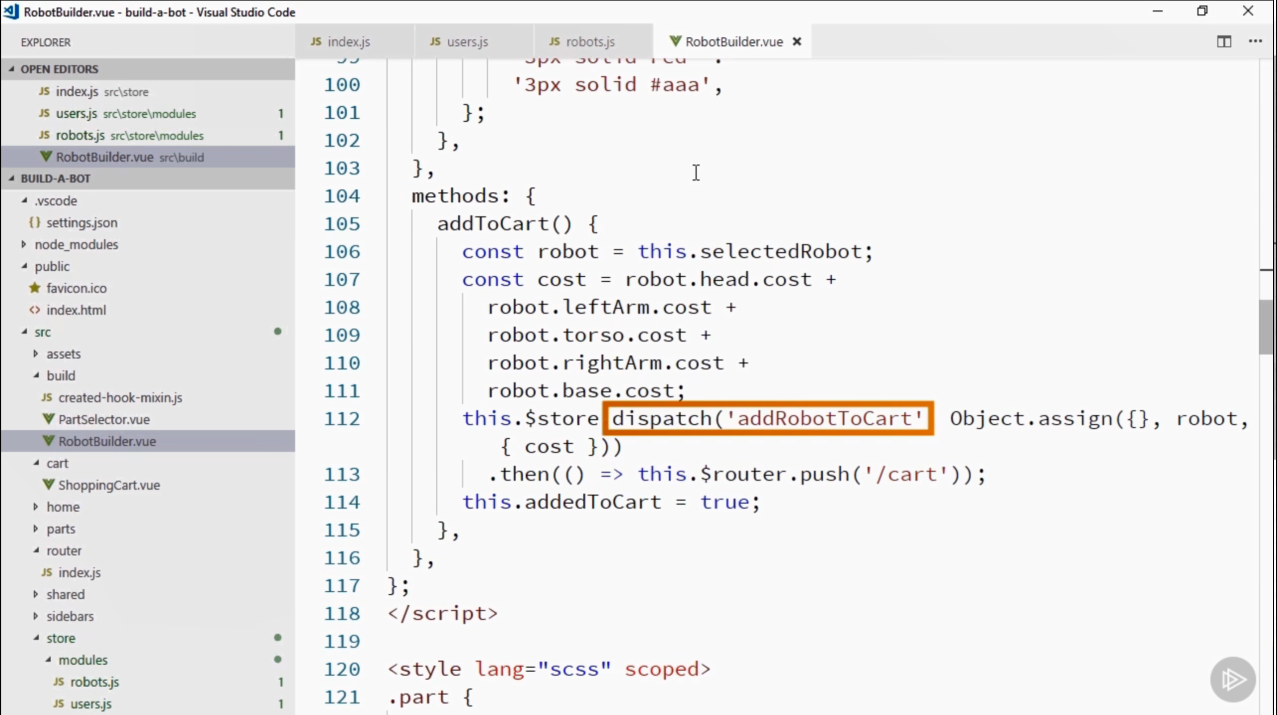 RobotBuilder.vue - build-a-bot - Visual Studio Code
EXPLORER
OPEN EDITORS
JS index.js src\store
JS users.js src\store\modules 1
JS robots.js src\store\modules 1
RobotBuilder.vue src\build
BUILD-A-BOT
.vscode
{} settings.json
node_modules
public
favicon.ico
<> index.html
src
assets
build
JS created-hook-mixin.js
PartSelector.vue
RobotBuilder.vue
cart
ShoppingCart.vue
home
parts
router
JS index.js
shared
sidebars
store
modules
JS robots.js 1
JS users.js 1
JS index.js
JS users.js
JS robots.js
RobotBuilder.vue
99 '3px solid red' :
100 '3px solid #aaa',
101 };
102 },
103 },
104 methods: {
105 addToCart() {
106 const robot = this.selectedRobot;
107 const cost = robot.head.cost +
108 robot.leftArm.cost +
109 robot.torso.cost +
110 robot.rightArm.cost +
111 robot.base.cost;
112 this.$store dispatch('addRobotToCart' Object.assign({}, robot,
{ cost }))
113 .then(() => this.$router.push('/cart'));
114 this.addedToCart = true;
115 },
116 },
117 };
118 </script>
119
120 <style lang="scss" scoped>
121 .part {